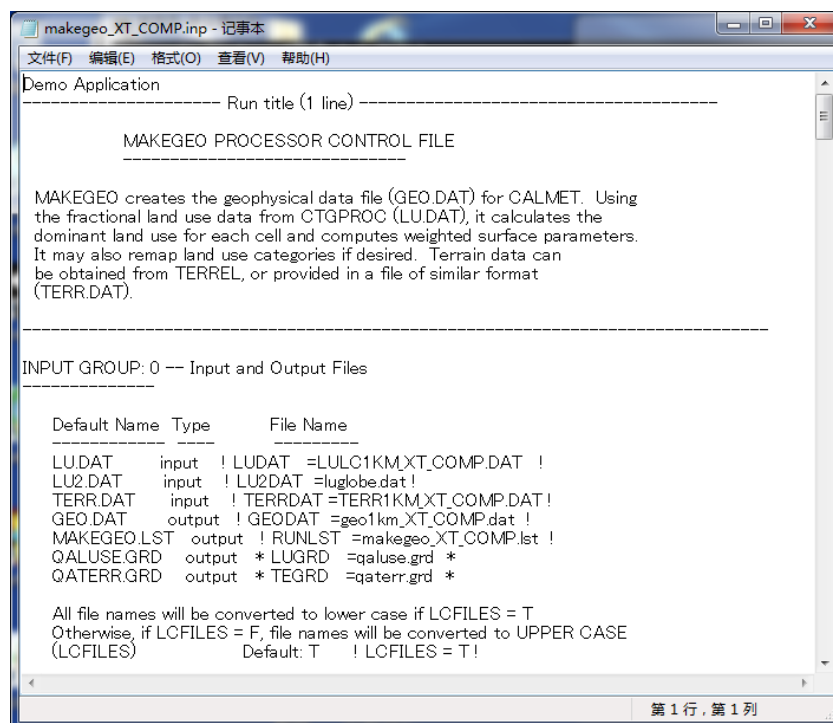 makegeo_XT_COMP.inp - 记事本
文件(F) 编辑(E) 格式(O) 查看(V) 帮助(H)
Demo Application
--------------------- Run title (1 line) --------------------------------------
MAKEGEO PROCESSOR CONTROL FILE
------------------------------
MAKEGEO creates the geophysical data file (GEO.DAT) for CALMET.  Using
the fractional land use data from CTGPROC (LU.DAT), it calculates the
dominant land use for each cell and computes weighted surface parameters.
It may also remap land use categories if desired.  Terrain data can
be obtained from TERREL, or provided in a file of similar format
(TERR.DAT).
-------------------------------------------------------------------------------
INPUT GROUP: 0 -- Input and Output Files
--------------
Default Name  Type          File Name
------------ ----          ---------
LU.DAT       input    ! LUDAT  =LULC1KM_XT_COMP.DAT  !
LU2.DAT      input    ! LU2DAT =luglobe.dat !
TERR.DAT      input   ! TERRDAT =TERR1KM_XT_COMP.DAT !
GEO.DAT      output  ! GEODAT =geo1km_XT_COMP.dat  !
MAKEGEO.LST  output  ! RUNLST =makegeo_XT_COMP.lst  !
QALUSE.GRD   output  * LUGRD  =qaluse.grd  *
QATERR.GRD   output  * TEGRD  =qaterr.grd  *
All file names will be converted to lower case if LCFILES = T
Otherwise, if LCFILES = F, file names will be converted to UPPER CASE
(LCFILES)               Default: T     ! LCFILES = T !
第 1 行，第 1 列